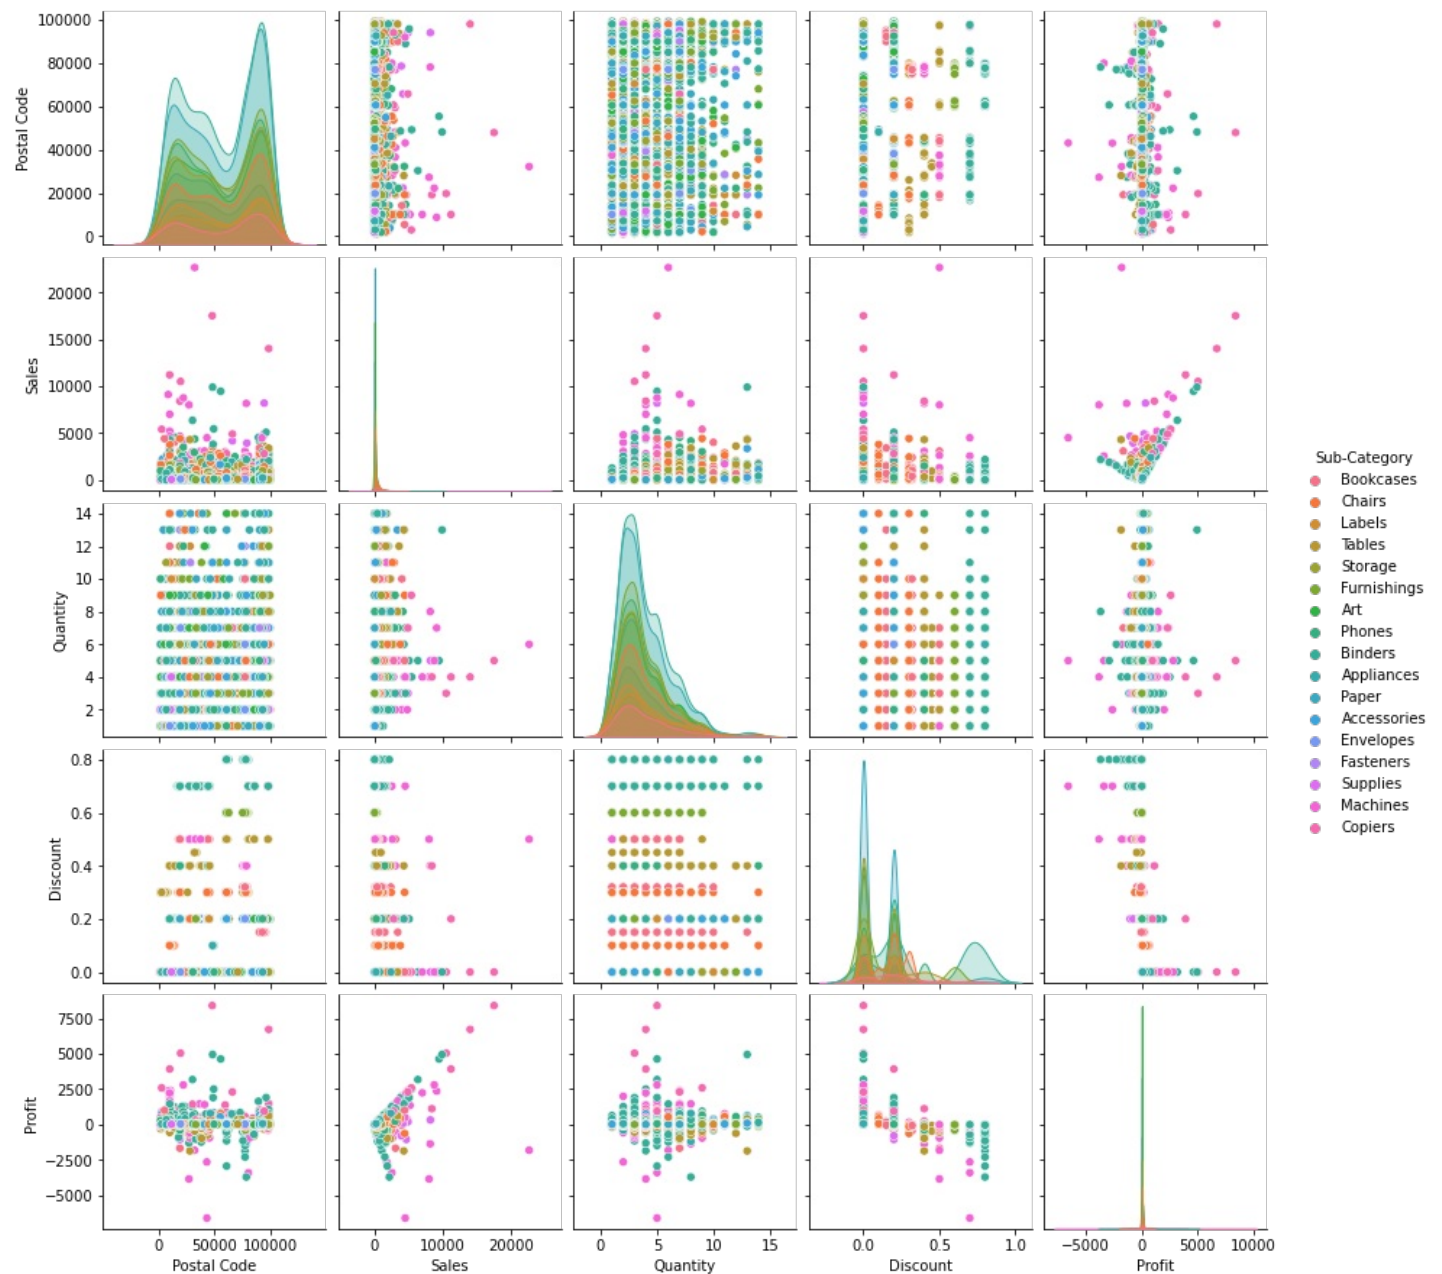 100000
80000
60000
40000
20000
0
Postal Code
20000
15000
10000
5000
0
Sales
14
12
10
8
6
4
2
Quantity
0.8
0.6
0.4
0.2
0.0
Discount
7500
5000
2500
0
−2500
−5000
Profit
0 50000 100000
Postal Code
0 10000 20000
Sales
0 5 10 15
Quantity
0.0 0.5 1.0
Discount
−5000 0 5000 10000
Profit
Sub-Category
Bookcases
Chairs
Labels
Tables
Storage
Furnishings
Art
Phones
Binders
Appliances
Paper
Accessories
Envelopes
Fasteners
Supplies
Machines
Copiers